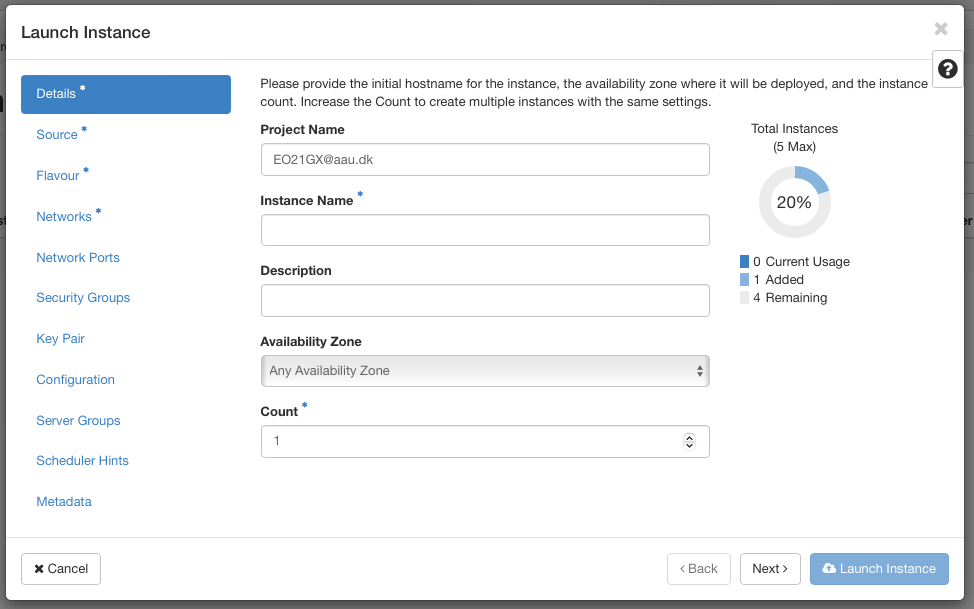 Launch Instance
Details *
Source *
Flavour *
Networks *
Network Ports
Security Groups
Key Pair
Configuration
Server Groups
Scheduler Hints
Metadata
Please provide the initial hostname for the instance, the availability zone where it will be deployed, and the instance
count. Increase the Count to create multiple instances with the same settings.
Project Name
EO21GX@aau.dk
Instance Name *
Description
Availability Zone
Any Availability Zone
Count *
1
Total Instances
(5 Max)
20%
0 Current Usage
1 Added
4 Remaining
✖ Cancel
‹ Back
Next ›
Launch Instance